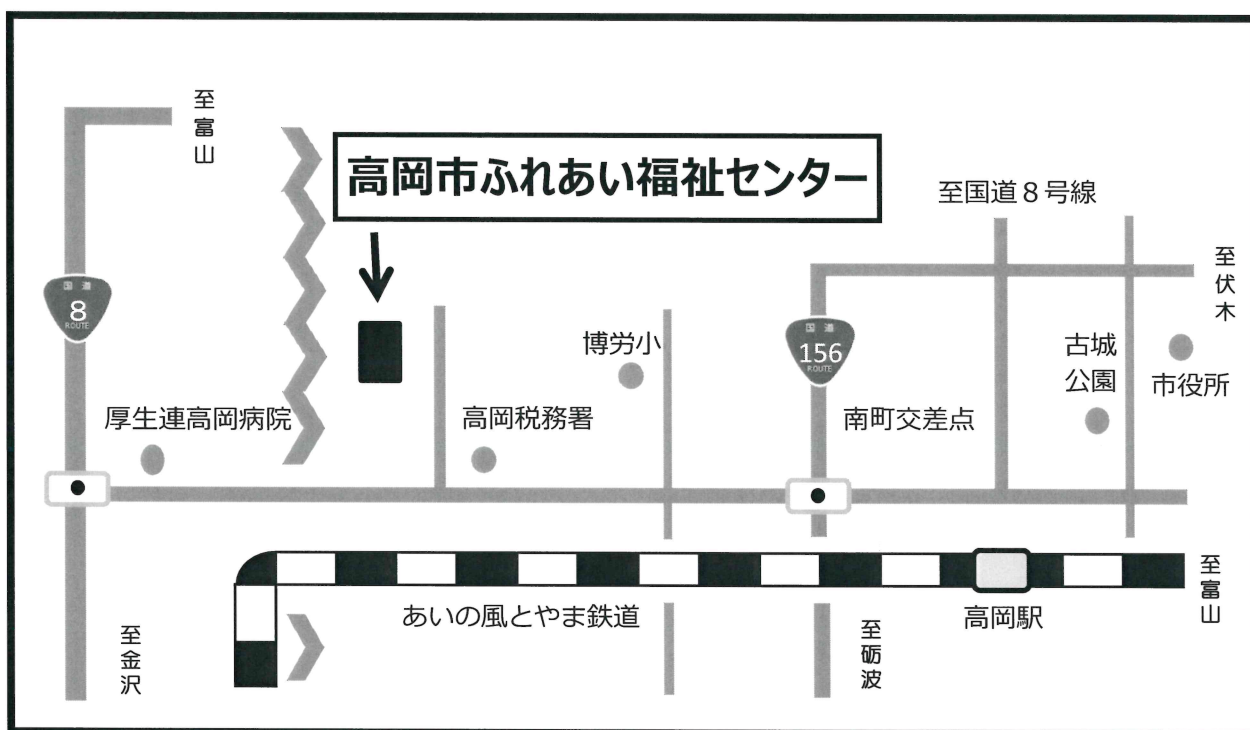 至富山
高岡市ふれあい福祉センター
至国道8号線
至伏木
国道
8
ROUTE
国道
156
ROUTE
博労小
古城
公園
市役所
厚生連高岡病院
高岡税務署
南町交差点
至富山
あいの風とやま鉄道
高岡駅
至金沢
至砺波